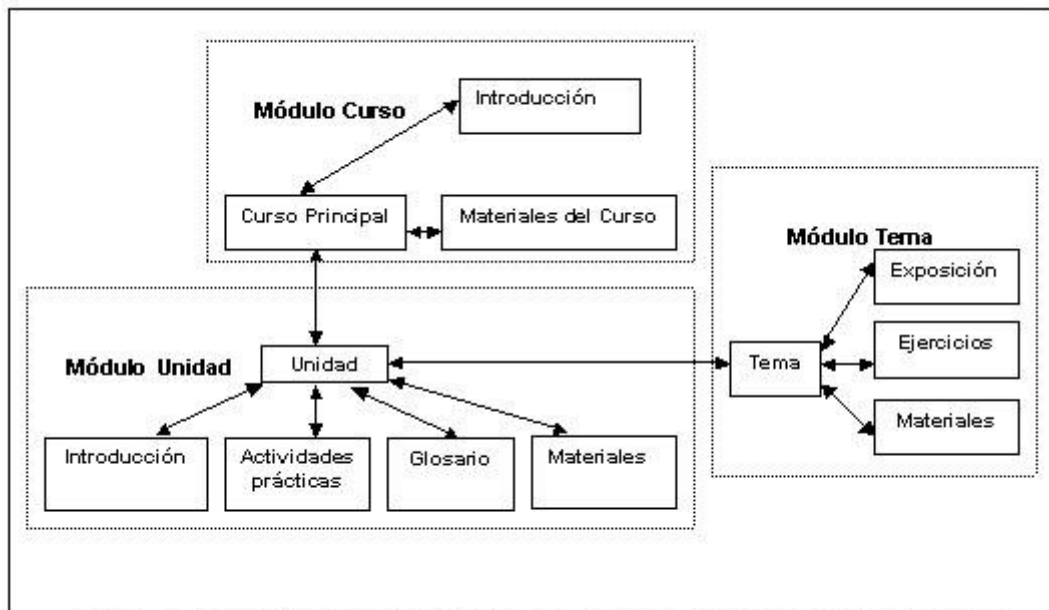 Módulo Curso
Introducción
Curso Principal
Materiales del Curso
Módulo Unidad
Unidad
Introducción
Actividades
prácticas
Glosario
Materiales
Módulo Tema
Tema
Exposición
Ejercicios
Materiales